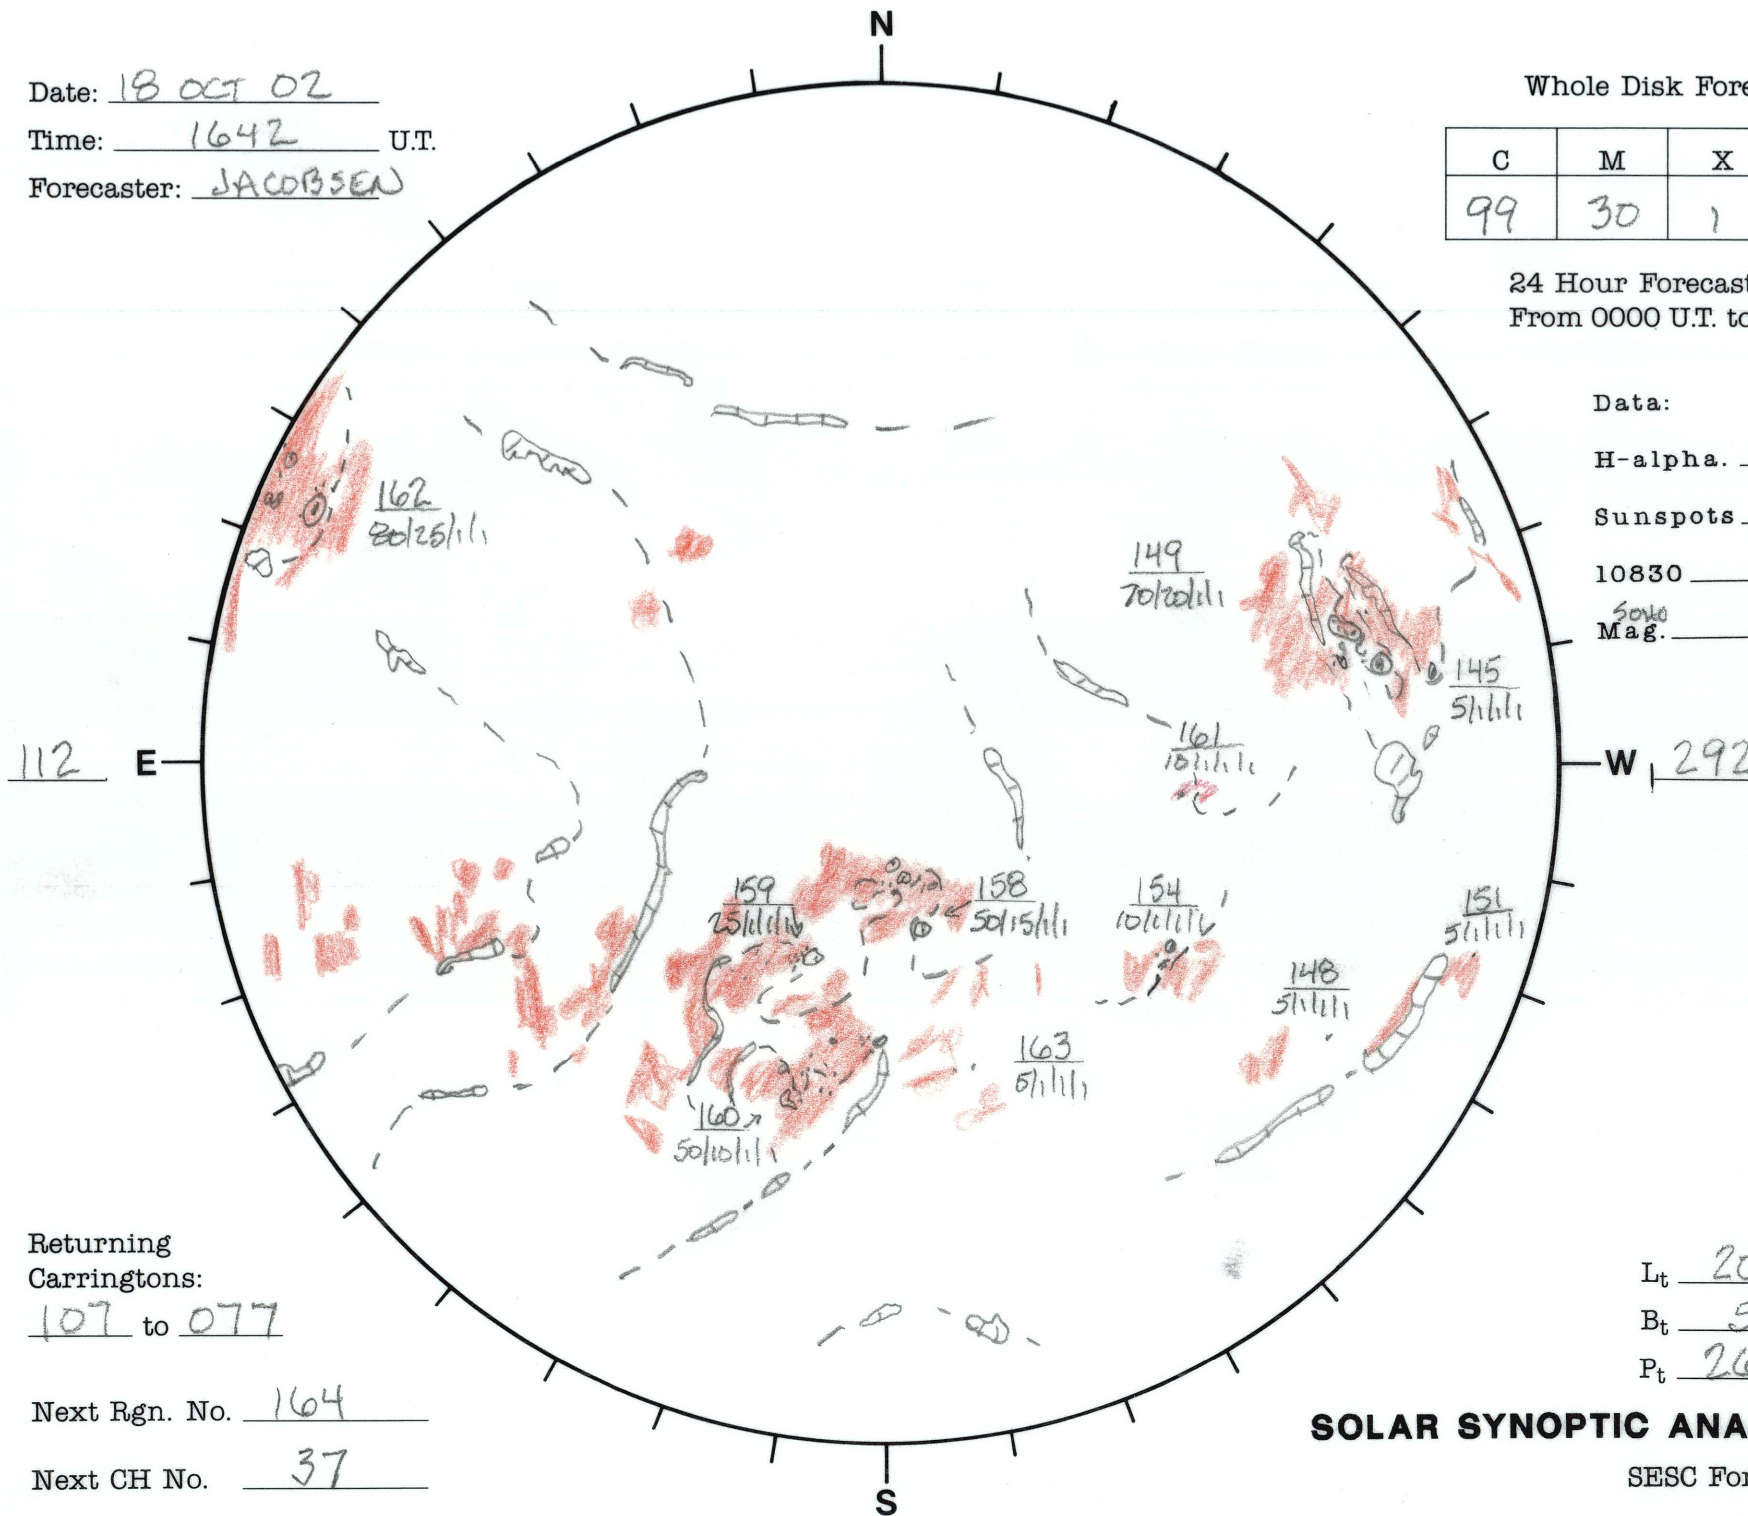 N
Date: 18 OCT 02
Time: 1642 U.T.
Forecaster: JACOBSEN
Whole Disk Fore
C M X
99 30 1
24 Hour Forecast
From 0000 U.T. to
Data:
H-alpha.
Sunspots
10830
SOHO
Mag.
162
80/25/1/1
149
70/20/1/1
145
5/1/1/1
161
10/1/1/1
112 E
W 292
159
25/1/1/1
158
50/15/1/1
154
10/1/1/1
151
5/1/1/1
148
5/1/1/1
163
5/1/1/1
160
50/10/1/1
Returning
Carringtons:
107 to 077
Next Rgn. No. 164
Next CH No. 37
Lt 20
Bt 5
Pt 26
SOLAR SYNOPTIC ANA
SESC For
S